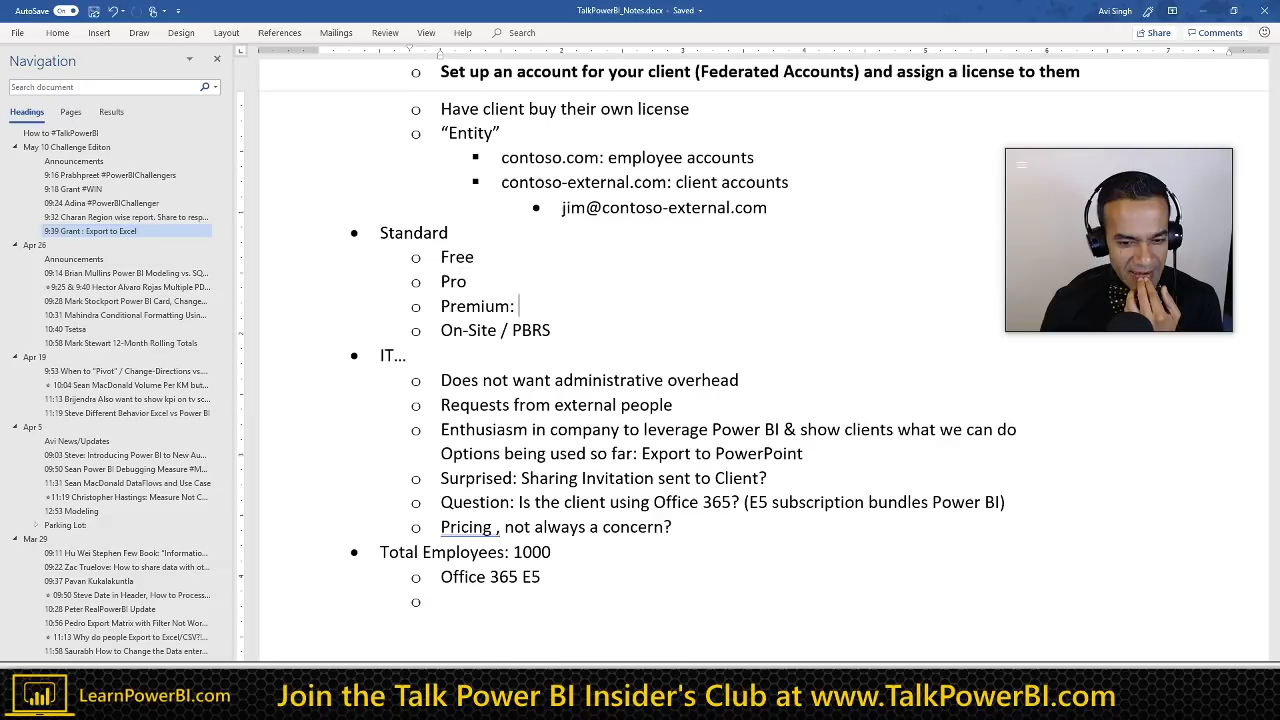 AutoSave On
TalkPowerBI_Notes.docx - Saved
Avi Singh
File Home Insert Draw Design Layout References Mailings Review View Help Search Share Comments
Navigation
Search document
Headings Pages Results
How to #TalkPowerBI
May 10 Challenge Editon
Announcements
9:16 Prabhpreet #PowerBIChallengers
9:18 Grant #WIN
09:24 Adina #PowerBIChallenger
9:32 Charan Region wise report. Share to resp...
9:39 Grant : Export to Excel
Apr 26
Announcements
09:14 Brian Mullins Power BI Modeling vs. SQ...
9:25 & 9:40 Hector Alvaro Rojas Multiple PD...
09:28 Mark Stockport Power BI Card, Change...
10:31 Mahindra Conditional Formatting Usin...
10:40 Tsetsa
10:58 Mark Stewart 12-Month Rolling Totals
Apr 19
9:53 When to "Pivot" / Change-Directions vs...
10:04 Sean MacDonald Volume Per KM but...
11:13 Brijendra Also want to show kpi on tv sc...
11:19 Steve Different Behavior Excel vs Power BI
Apr 5
Avi News/Updates
09:03 Steve: Introducing Power BI to New Au...
09:50 Sean Power BI Debugging Measure #M...
11:31 Sean MacDonald DataFlows and Use Case
11:19 Christopher Hastings: Measure Not C...
12:53 Modeling
Parking Lot:
Mar 29
09:11 Hu Wei Stephen Few Book: "Informatio...
09:22 Zac Truelove: How to share data with ot...
09:37 Pavan Kukalakuntla
09:50 Steve Date in Header, How to Process...
10:28 Peter RealPowerBI Update
10:56 Pedro Export Matrix with Filter Not Wor...
11:13 Why do people Export to Excel/CSV?!...
11:58 Saurabh How to Change the Data enter...
1 2 3 4 5 6 7
o Set up an account for your client (Federated Accounts) and assign a license to them
o Have client buy their own license
o “Entity”
▪ contoso.com: employee accounts
▪ contoso-external.com: client accounts
• jim@contoso-external.com
• Standard
o Free
o Pro
o Premium:
o On-Site / PBRS
• IT...
o Does not want administrative overhead
o Requests from external people
o Enthusiasm in company to leverage Power BI & show clients what we can do
Options being used so far: Export to PowerPoint
o Surprised: Sharing Invitation sent to Client?
o Question: Is the client using Office 365? (E5 subscription bundles Power BI)
o Pricing , not always a concern?
• Total Employees: 1000
o Office 365 E5
o
LearnPowerBI.com
Join the Talk Power BI Insider's Club at www.TalkPowerBI.com